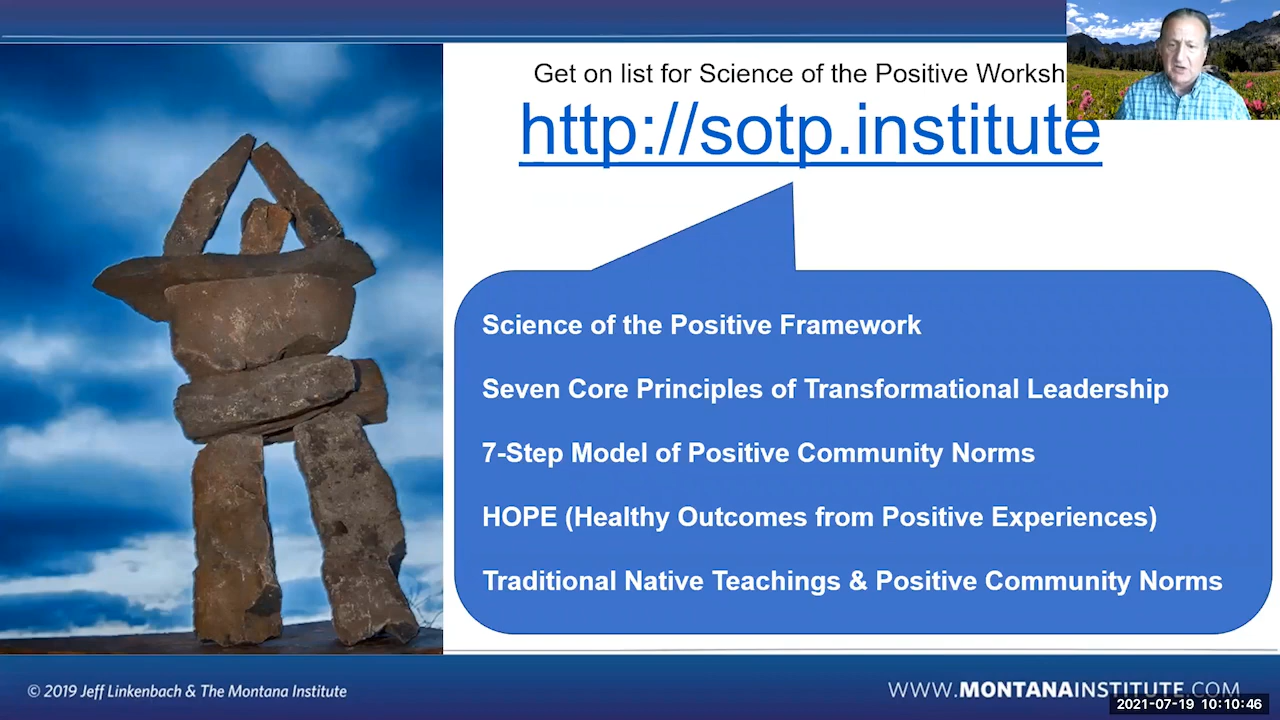 Get on list for Science of the Positive Worksh
http://sotp.institute
Science of the Positive Framework
Seven Core Principles of Transformational Leadership
7-Step Model of Positive Community Norms
HOPE (Healthy Outcomes from Positive Experiences)
Traditional Native Teachings & Positive Community Norms
© 2019 Jeff Linkenbach & The Montana Institute
WWW.MONTANAINSTITUTE.COM
2021-07-19 10:10:46